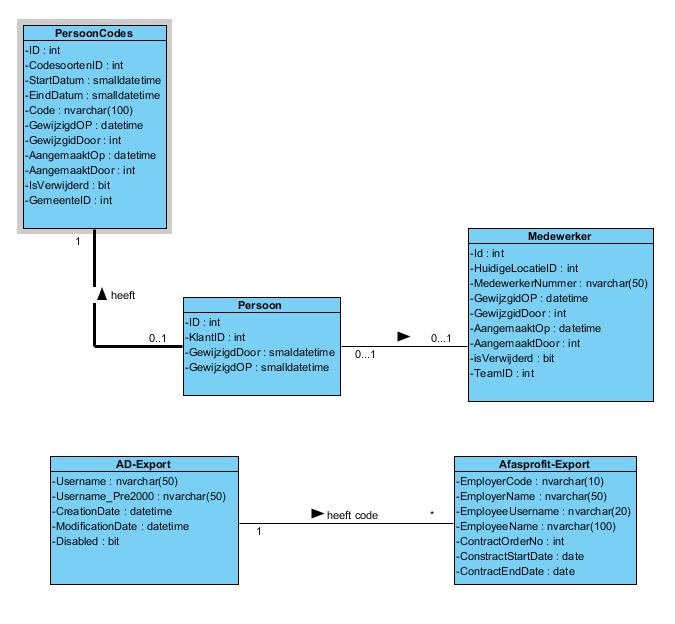 PersoonCodes
-ID : int
-CodesoortenID : int
-StartDatum : smalldatetime
-EindDatum : smalldatetime
-Code : nvarchar(100)
-GewijzigdOP : datetime
-GewijzgidDoor : int
-AangemaaktOp : datetime
-AangemaaktDoor : int
-IsVerwijderd : bit
-GemeenteID : int
1
heeft
0..1
Persoon
-ID : int
-KlantID : int
-GewijzigdDoor : smaldatetime
-GewijzigdOP : smalldatetime
0...1
0...1
Medewerker
-Id : int
-HuidigeLocatieID : int
-MedewerkerNummer : nvarchar(50)
-GewijzgidOP : datetime
-GewijzgidDoor : int
-AangemaaktOp : datetime
-AangemaaktDoor : int
-isVerwijderd : bit
-TeamID : int
AD-Export
-Username : nvarchar(50)
-Username_Pre2000 : nvarchar(50)
-CreationDate : datetime
-ModificationDate : datetime
-Disabled : bit
1
heeft code
*
Afasprofit-Export
-EmployerCode : nvarchar(10)
-EmployerName : nvarchar(50)
-EmployeeUsername : nvarchar(20)
-EmployeeName : nvarchar(100)
-ContractOrderNo : int
-ConstractStartDate : date
-ContractEndDate : date